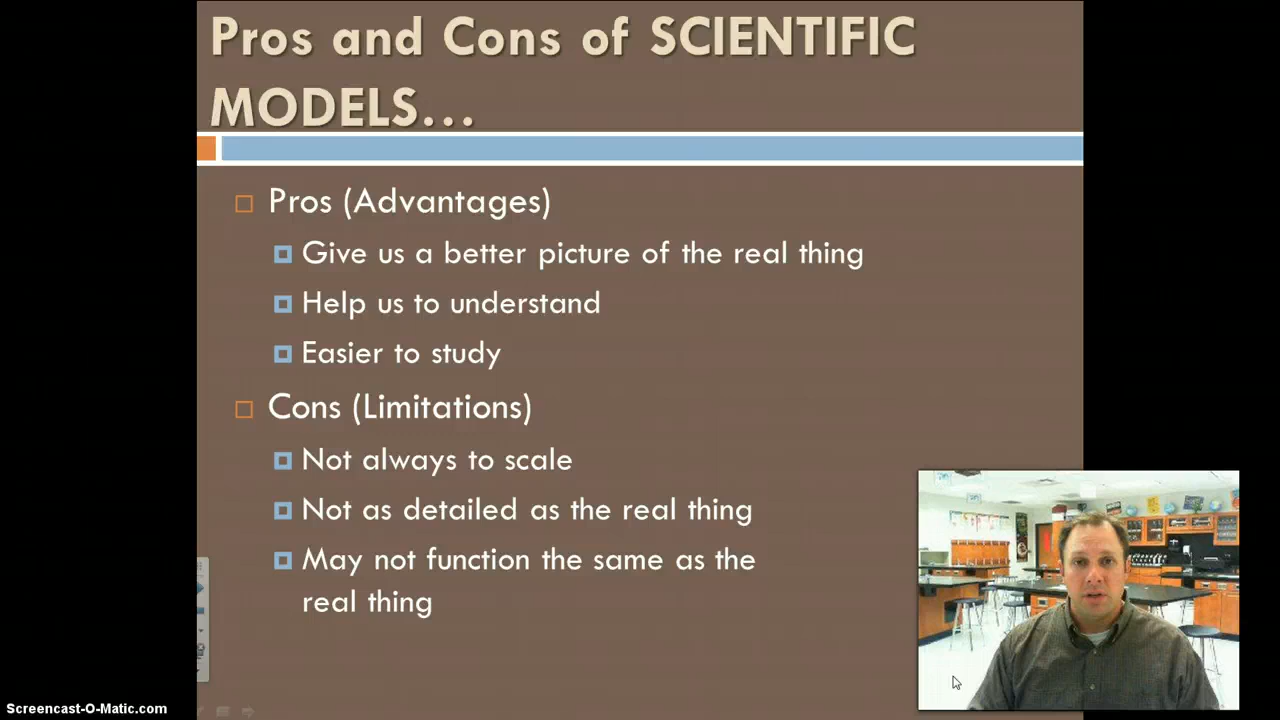 Pros and Cons of SCIENTIFIC
MODELS...
Pros (Advantages)
Give us a better picture of the real thing
Help us to understand
Easier to study
Cons (Limitations)
Not always to scale
Not as detailed as the real thing
May not function the same as the
real thing
Screencast-O-Matic.com